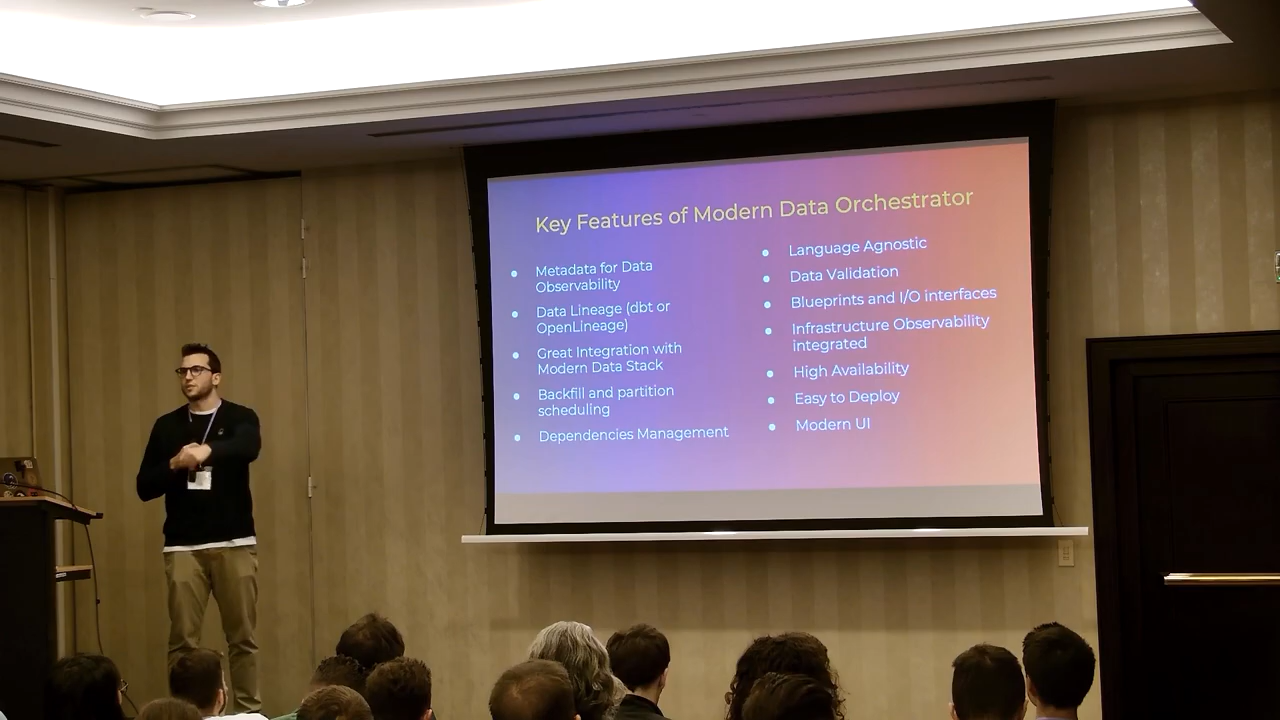 Key Features of Modern Data Orchestrator
Metadata for Data
Observability
Data Lineage (dbt or
OpenLineage)
Great Integration with
Modern Data Stack
Backfill and partition
scheduling
Dependencies Management
Language Agnostic
Data Validation
Blueprints and I/O interfaces
Infrastructure Observability
integrated
High Availability
Easy to Deploy
Modern UI